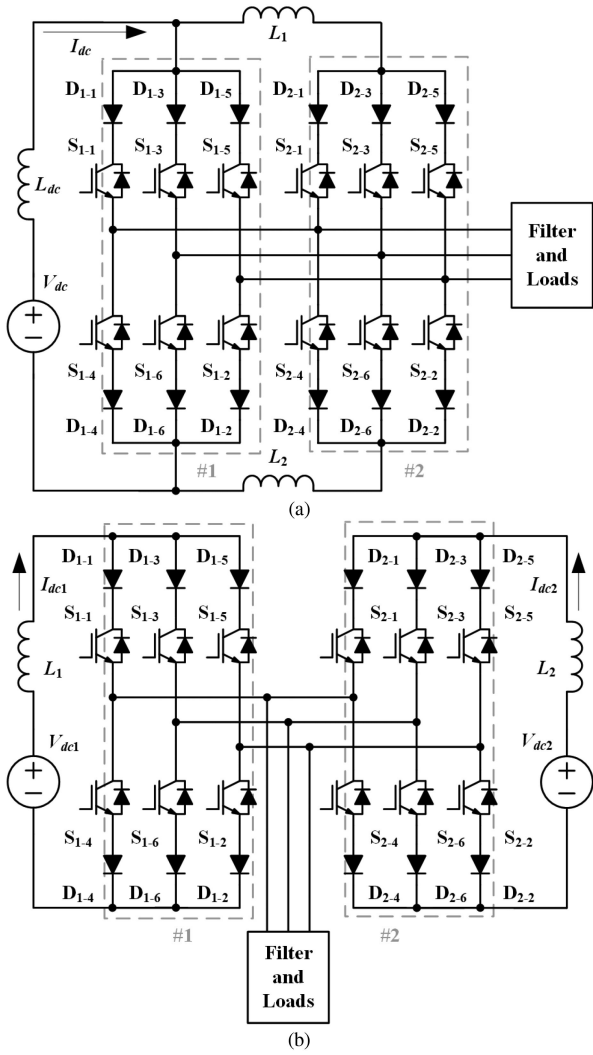 I_dc
L_1
D_1-1 D_1-3 D_1-5 D_2-1 D_2-3 D_2-5
S_1-1 S_1-3 S_1-5 S_2-1 S_2-3 S_2-5
L_dc
Filter
and
Loads
V_dc
S_1-4 S_1-6 S_1-2 S_2-4 S_2-6 S_2-2
D_1-4 D_1-6 D_1-2 D_2-4 D_2-6 D_2-2
#1 L_2 #2
(a)
D_1-1 D_1-3 D_1-5 D_2-1 D_2-3 D_2-5
I_dc1 I_dc2
S_1-1 S_1-3 S_1-5 S_2-1 S_2-3 S_2-5
L_1 L_2
V_dc1 V_dc2
S_1-4 S_1-6 S_1-2 S_2-4 S_2-6 S_2-2
D_1-4 D_1-6 D_1-2 D_2-4 D_2-6 D_2-2
#1 #2
Filter
and
Loads
(b)